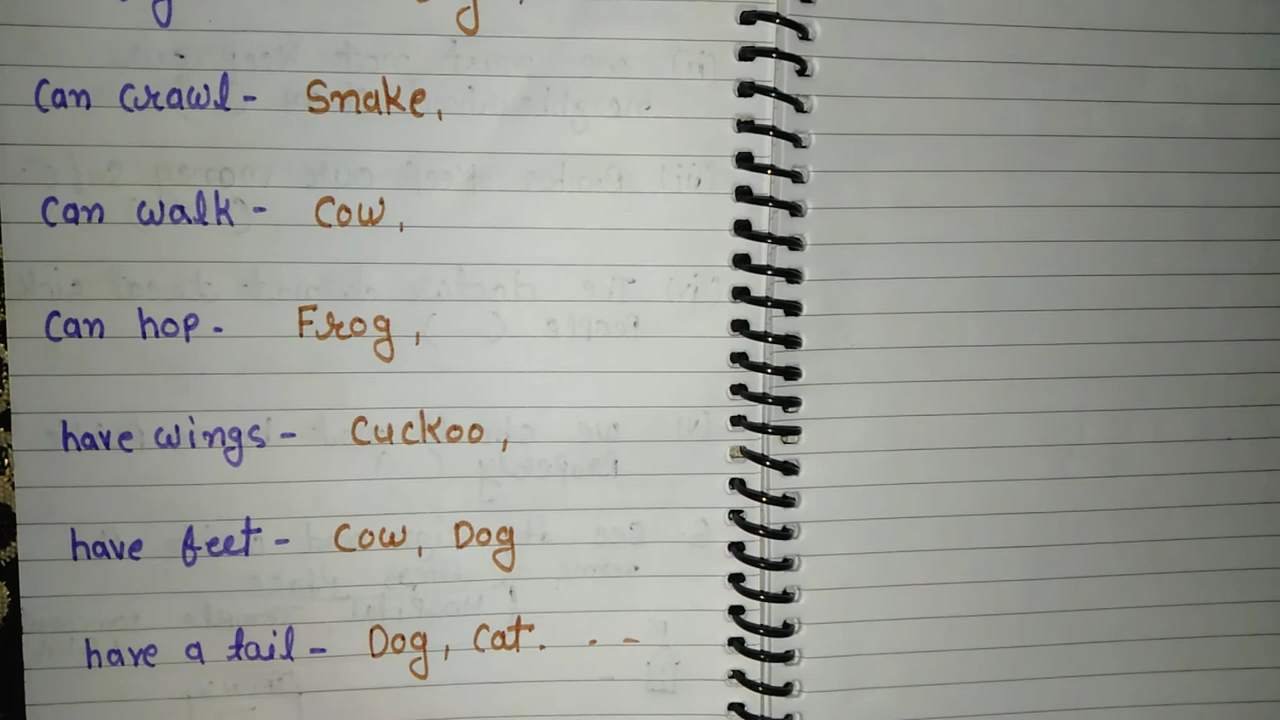 Can crawl - Snake,
Can walk - Cow,
Can hop - Frog,
have wings - Cuckoo,
have feet - Cow, Dog
have a tail - Dog, Cat. - -